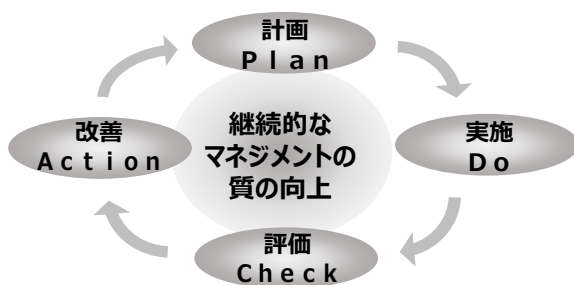 計画
Plan
実施
Do
評価
Check
改善
Action
継続的な
マネジメントの
質の向上